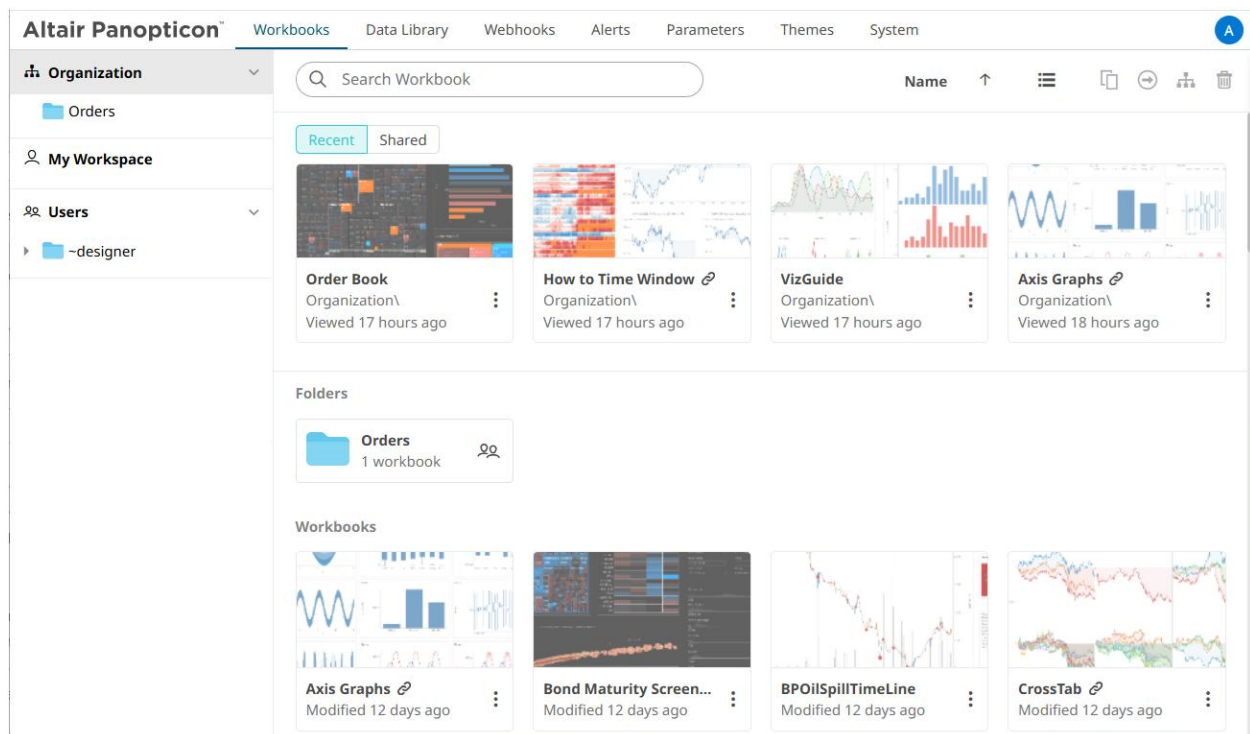 Altair Panopticon™ Workbooks Data Library Webhooks Alerts Parameters Themes System A
Organization
Orders
My Workspace
Users
~designer
Search Workbook
Name
Recent Shared
Order Book
Organization\
Viewed 17 hours ago
How to Time Window
Organization\
Viewed 17 hours ago
VizGuide
Organization\
Viewed 17 hours ago
Axis Graphs
Organization\
Viewed 18 hours ago
Folders
Orders
1 workbook
Workbooks
Axis Graphs
Modified 12 days ago
Bond Maturity Screen...
Modified 12 days ago
BPOilSpillTimeLine
Modified 12 days ago
CrossTab
Modified 12 days ago